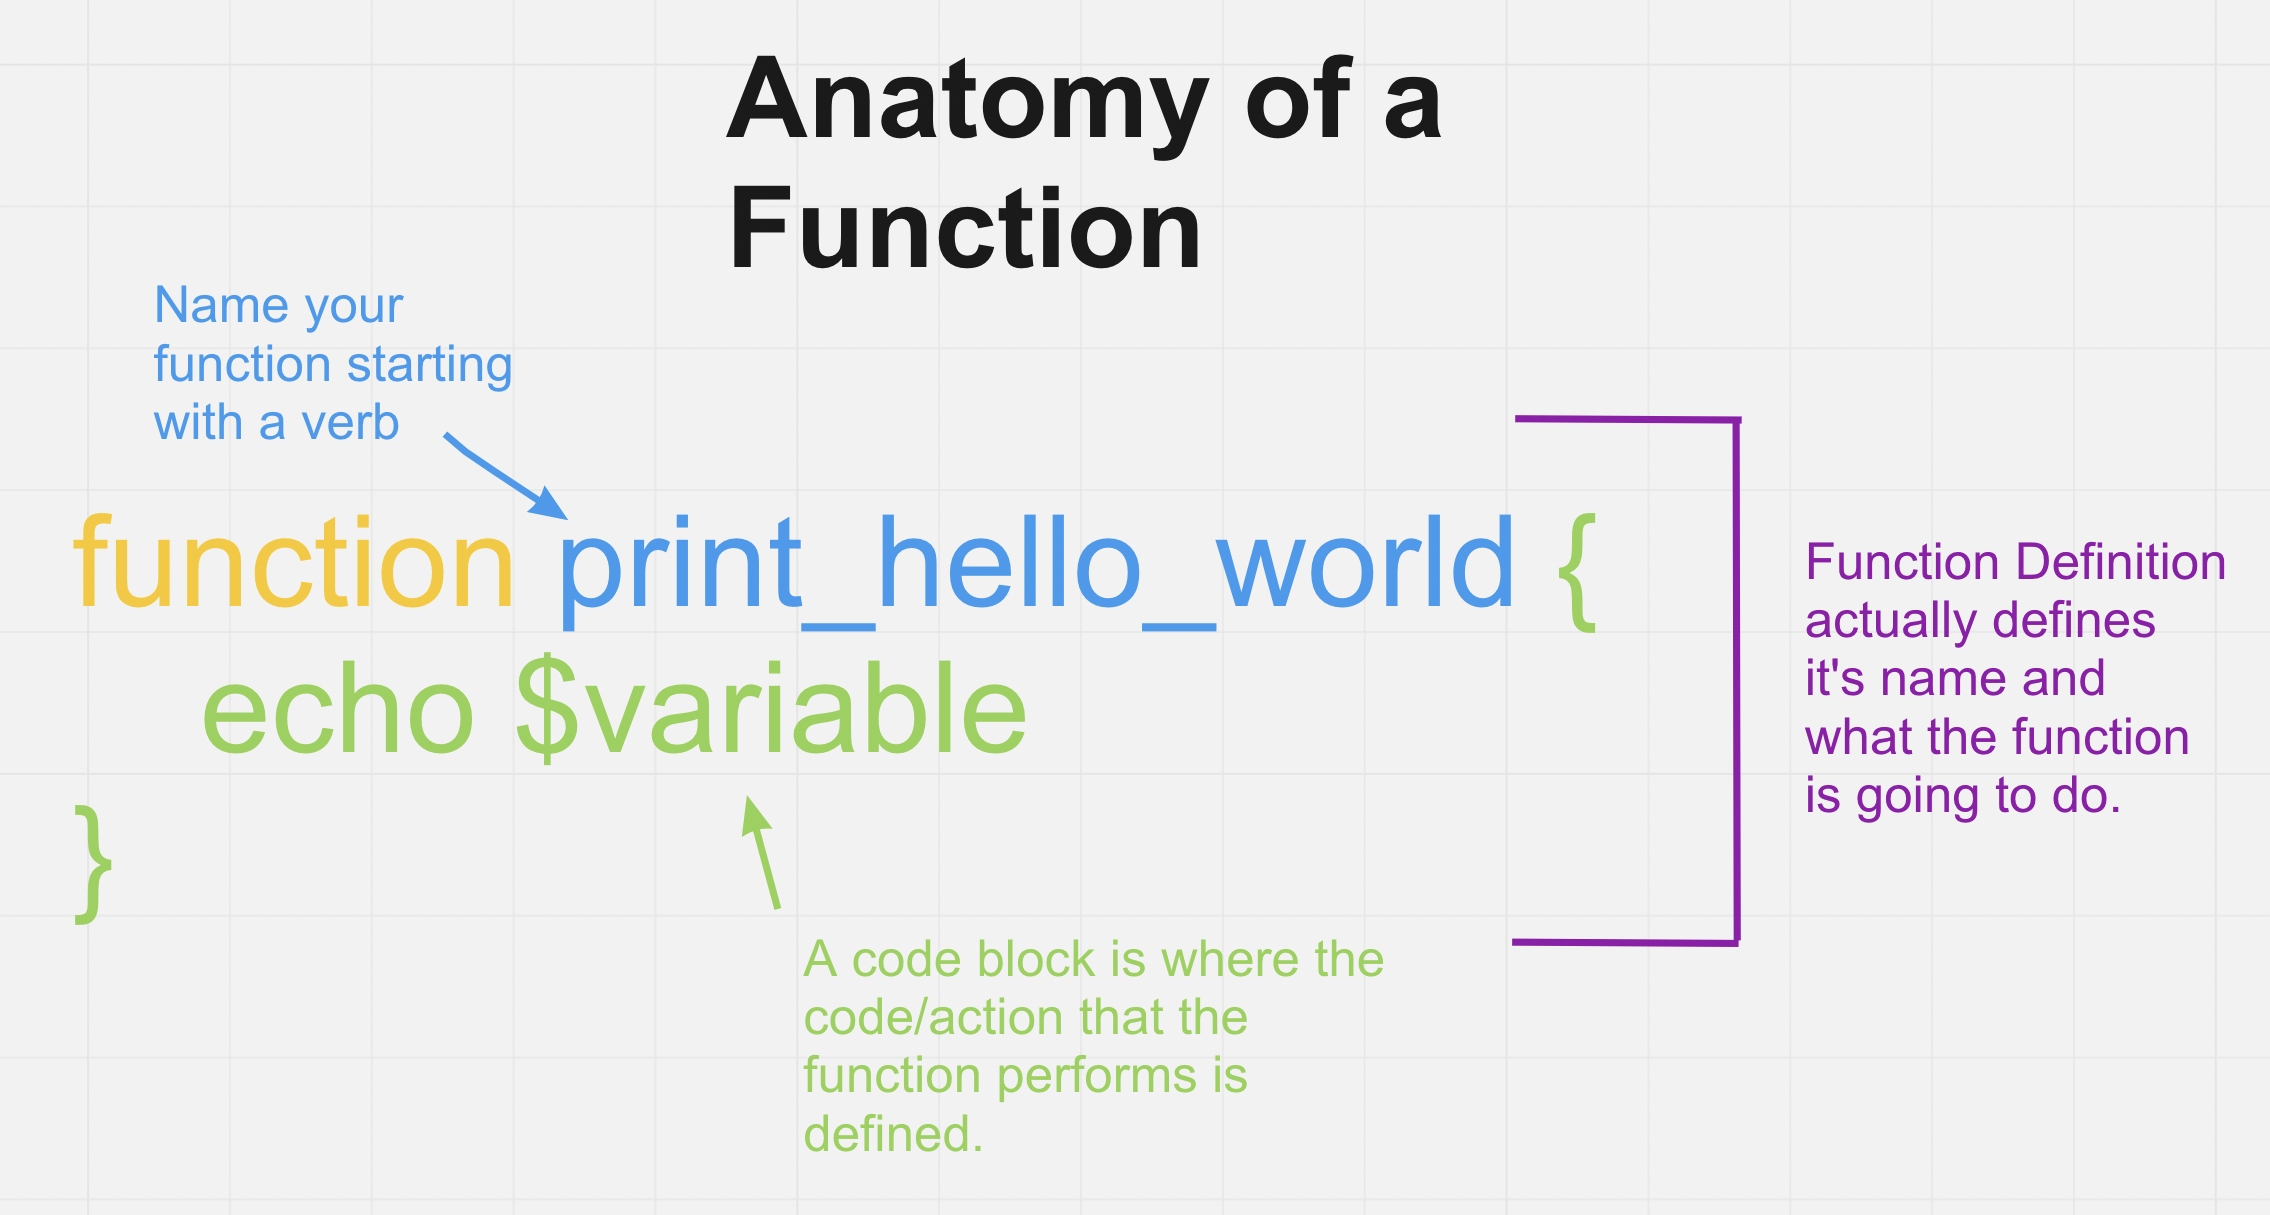 Anatomy of a
Function
Name your
function starting
with a verb
function print_hello_world {
echo $variable
}
Function Definition
actually defines
it's name and
what the function
is going to do.
A code block is where the
code/action that the
function performs is
defined.